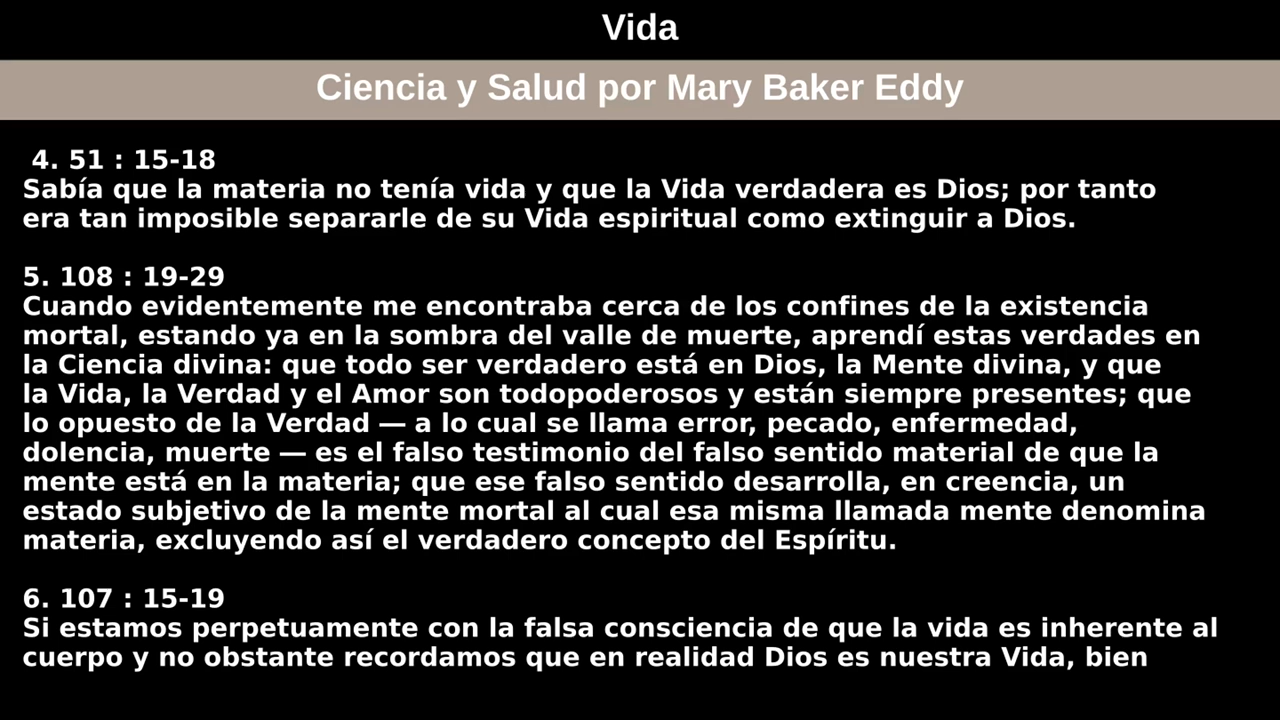 Vida
Ciencia y Salud por Mary Baker Eddy
4. 51 : 15-18
Sabía que la materia no tenía vida y que la Vida verdadera es Dios; por tanto
era tan imposible separarle de su Vida espiritual como extinguir a Dios.
5. 108 : 19-29
Cuando evidentemente me encontraba cerca de los confines de la existencia
mortal, estando ya en la sombra del valle de muerte, aprendí estas verdades en
la Ciencia divina: que todo ser verdadero está en Dios, la Mente divina, y que
la Vida, la Verdad y el Amor son todopoderosos y están siempre presentes; que
lo opuesto de la Verdad — a lo cual se llama error, pecado, enfermedad,
dolencia, muerte — es el falso testimonio del falso sentido material de que la
mente está en la materia; que ese falso sentido desarrolla, en creencia, un
estado subjetivo de la mente mortal al cual esa misma llamada mente denomina
materia, excluyendo así el verdadero concepto del Espíritu.
6. 107 : 15-19
Si estamos perpetuamente con la falsa consciencia de que la vida es inherente al
cuerpo y no obstante recordamos que en realidad Dios es nuestra Vida, bien